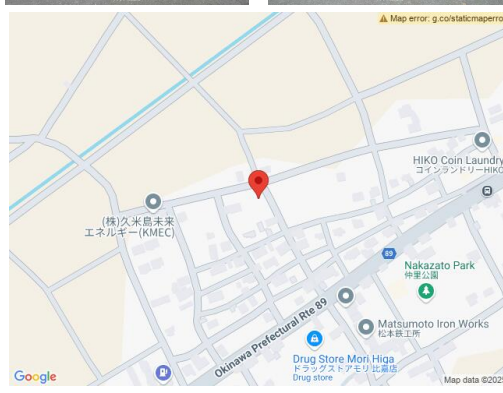 Map error: g.co/staticmaperro
HIKO Coin Laundry
コインランドリーHIKO
(株)久米島未来
エネルギー(KMEC)
89
Nakazato Park
仲里公園
Okinawa Prefectural Rte 89
Matsumoto Iron Works
松本鉄工所
Drug Store Mori Higa
ドラッグストアモリ 比嘉店
Drug store
Google
Map data ©2025